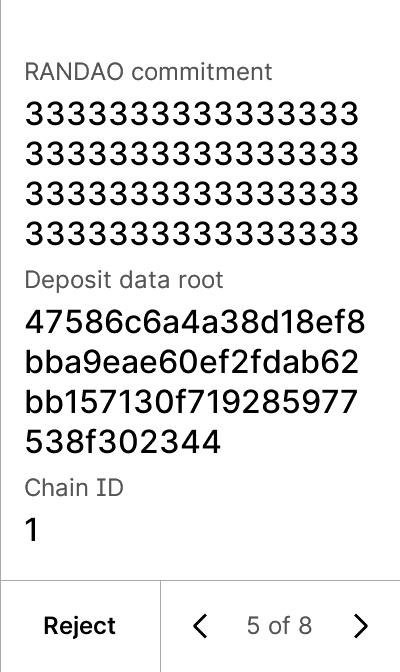 RANDAO commitment
3333333333333333
3333333333333333
3333333333333333
3333333333333333
Deposit data root
47586c6a4a38d18ef8
bba9eae60ef2fdab62
bb157130f719285977
538f302344
Chain ID
1
Reject
5 of 8